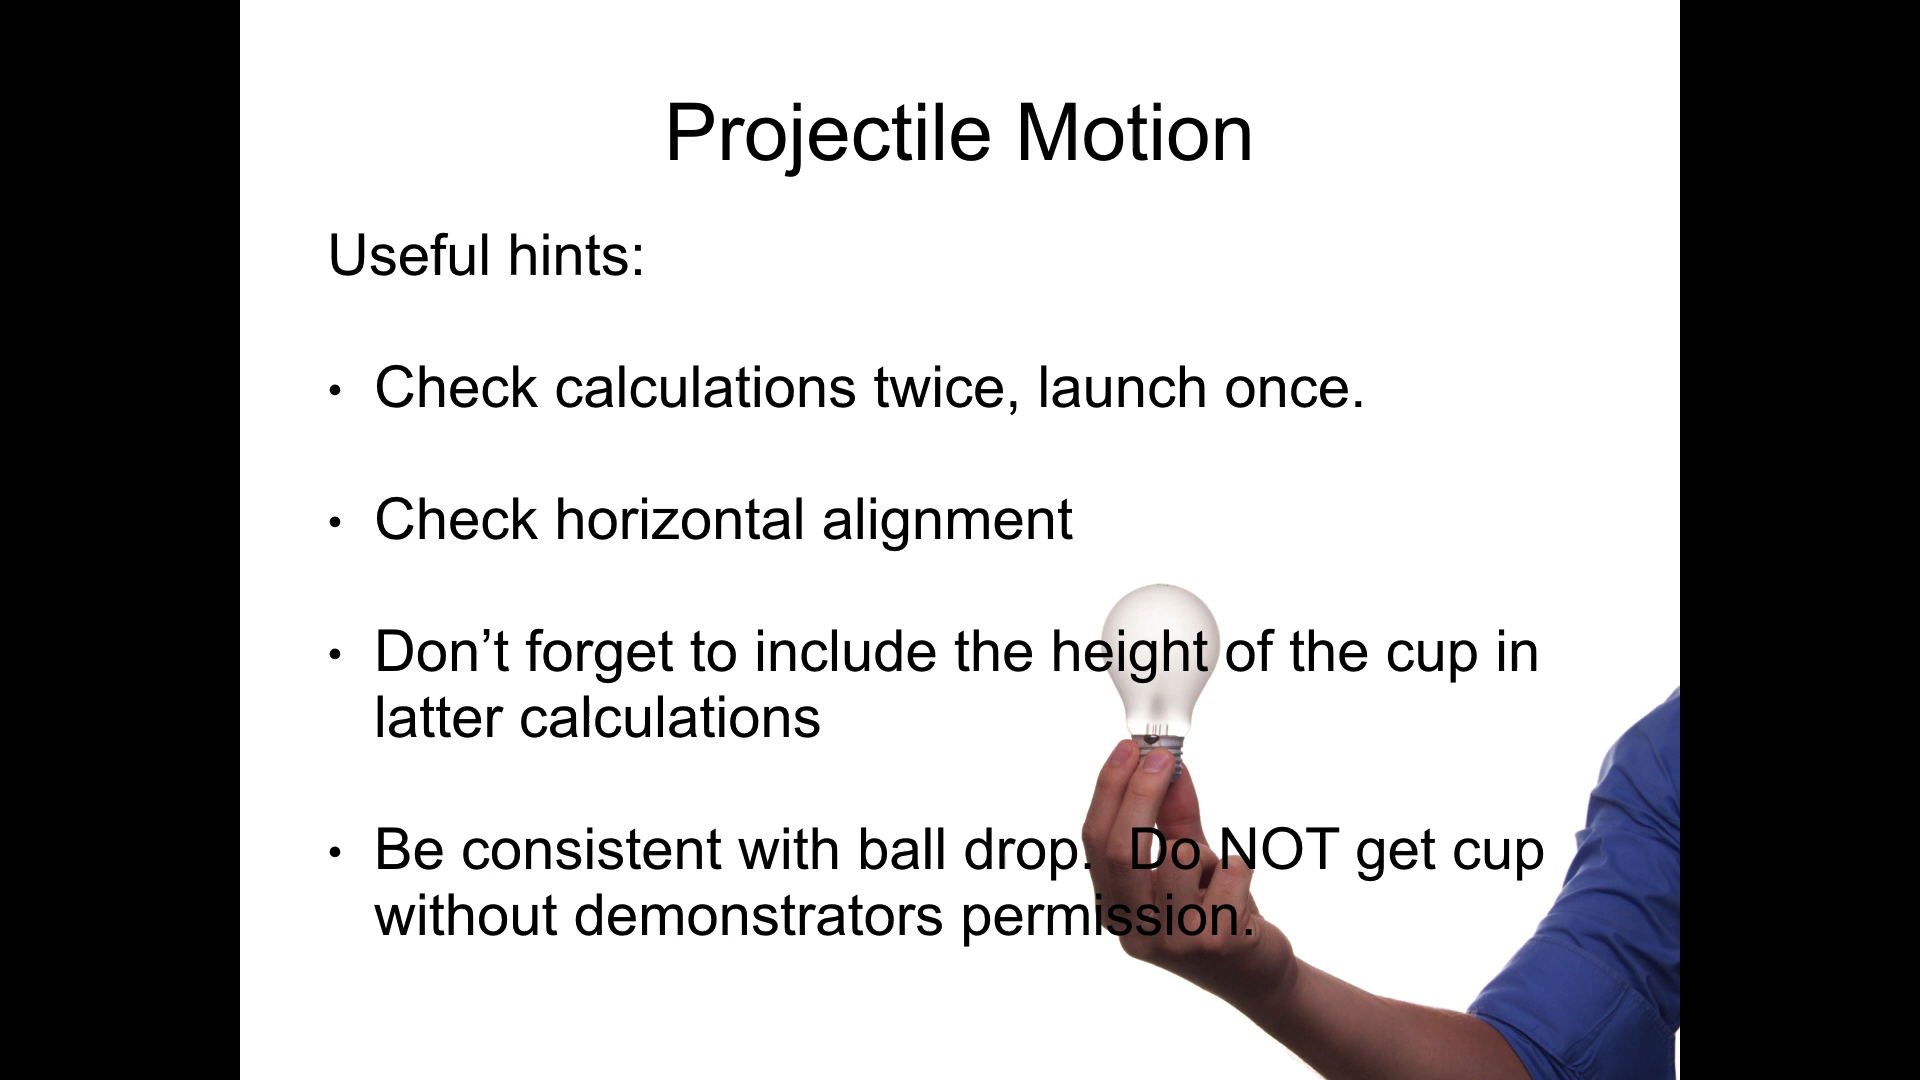 Projectile Motion
Useful hints:
• Check calculations twice, launch once.
• Check horizontal alignment
• Don’t forget to include the height of the cup in
latter calculations
• Be consistent with ball drop.  Do NOT get cup
without demonstrators permission.